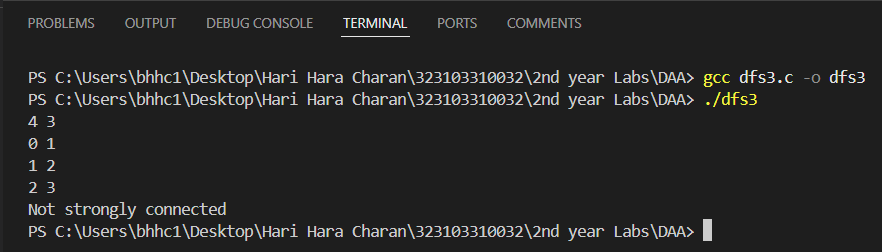 PROBLEMS OUTPUT DEBUG CONSOLE TERMINAL PORTS COMMENTS
PS C:\Users\bhhc1\Desktop\Hari Hara Charan\323103310032\2nd year Labs\DAA> gcc dfs3.c -o dfs3
PS C:\Users\bhhc1\Desktop\Hari Hara Charan\323103310032\2nd year Labs\DAA> ./dfs3
4 3
0 1
1 2
2 3
Not strongly connected
PS C:\Users\bhhc1\Desktop\Hari Hara Charan\323103310032\2nd year Labs\DAA>